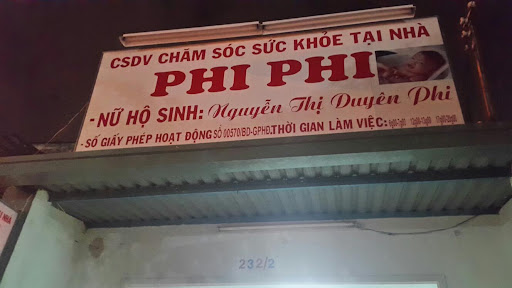 CSDV CHĂM SÓC SỨC KHỎE TẠI NHÀ
PHI PHI
- NỮ HỘ SINH: Nguyễn Thị Duyên Phi
- SỐ GIẤY PHÉP HOẠT ĐỘNG SỐ 00570/BD-GPHĐ. THỜI GIAN LÀM VIỆC:
232/2
NHÀ